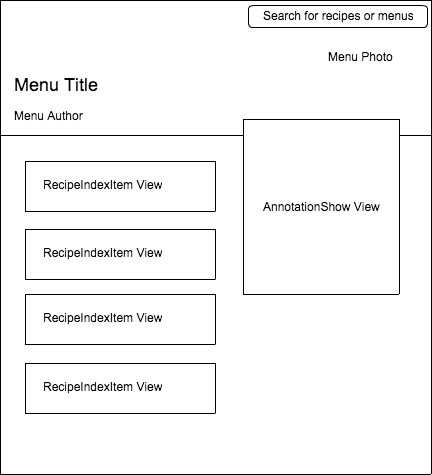 Search for recipes or menus
Menu Photo
Menu Title
Menu Author
RecipeIndexItem View
AnnotationShow View
RecipeIndexItem View
RecipeIndexItem View
RecipeIndexItem View